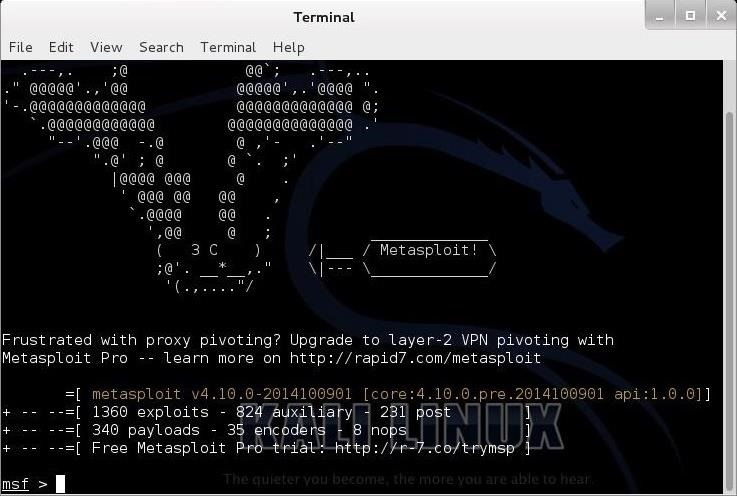 Terminal
File Edit View Search Terminal Help
.---,.    ;@             @@`;   .---,..
." @@@@@'.,'@@            @@@@@',.'@@@@ ".
'-.@@@@@@@@@@@@@          @@@@@@@@@@@@@ @;
`.@@@@@@@@@@@@        @@@@@@@@@@@@@@ .'
"--'.@@@  -.@        @ ,'-   .'--"
".@' ; @       @ `.  ;'
|@@@@ @@@     @    .
' @@@ @@   @@    ,
`.@@@@    @@   .
',@@     @   ;           _____________
(   3 C    )     /|___ / Metasploit! \
;@'. __*__,."    \|--- \_____________/
'(.,...."/
Frustrated with proxy pivoting? Upgrade to layer-2 VPN pivoting with
Metasploit Pro -- learn more on http://rapid7.com/metasploit
=[ metasploit v4.10.0-2014100901 [core:4.10.0.pre.2014100901 api:1.0.0]]
+ -- --=[ 1360 exploits - 824 auxiliary - 231 post        ]
+ -- --=[ 340 payloads - 35 encoders - 8 nops             ]
+ -- --=[ Free Metasploit Pro trial: http://r-7.co/trymsp ]
KALI LINUX
The quieter you become, the more you are able to hear.
msf >